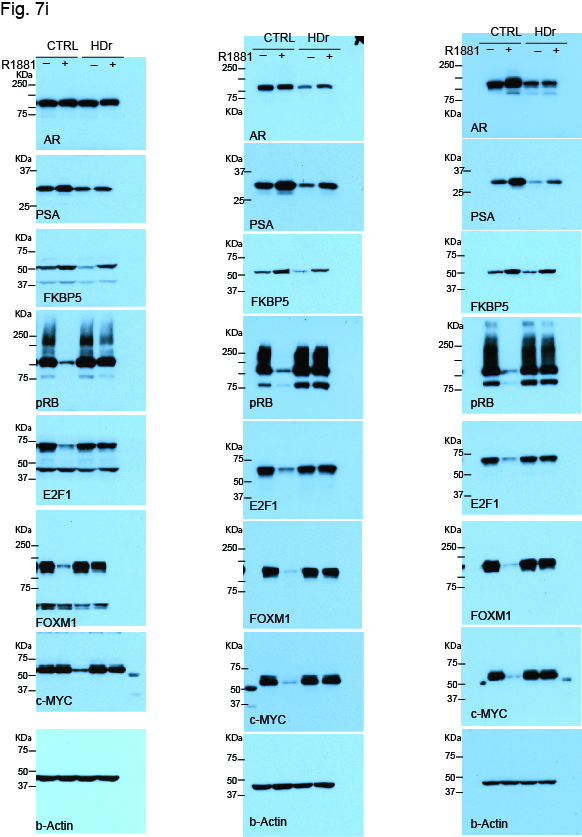 Fig. 7i
CTRL HDr
R1881 – + – +
KDa
250
75
AR
KDa
37
25
PSA
KDa
75
50
37
FKBP5
KDa
250
75
pRB
KDa
75
50
37
E2F1
KDa
250
75
FOXM1
KDa
75
50
37
c-MYC
KDa
75
50
37
b-Actin
CTRL HDr
R1881 – + – +
250
75
KDa
AR
KDa
37
25
PSA
KDa
75
50
37
FKBP5
KDa
250
75
pRB
KDa
75
50
37
E2F1
KDa
250
75
FOXM1
KDa
75
50
37
c-MYC
KDa
75
50
37
b-Actin
CTRL HDr
R1881 – + – +
250
75
KDa
AR
KDa
37
25
PSA
KDa
75
50
37
FKBP5
KDa
250
75
pRB
KDa
75
50
37
E2F1
KDa
250
75
FOXM1
KDa
75
50
37
c-MYC
KDa
75
50
37
b-Actin